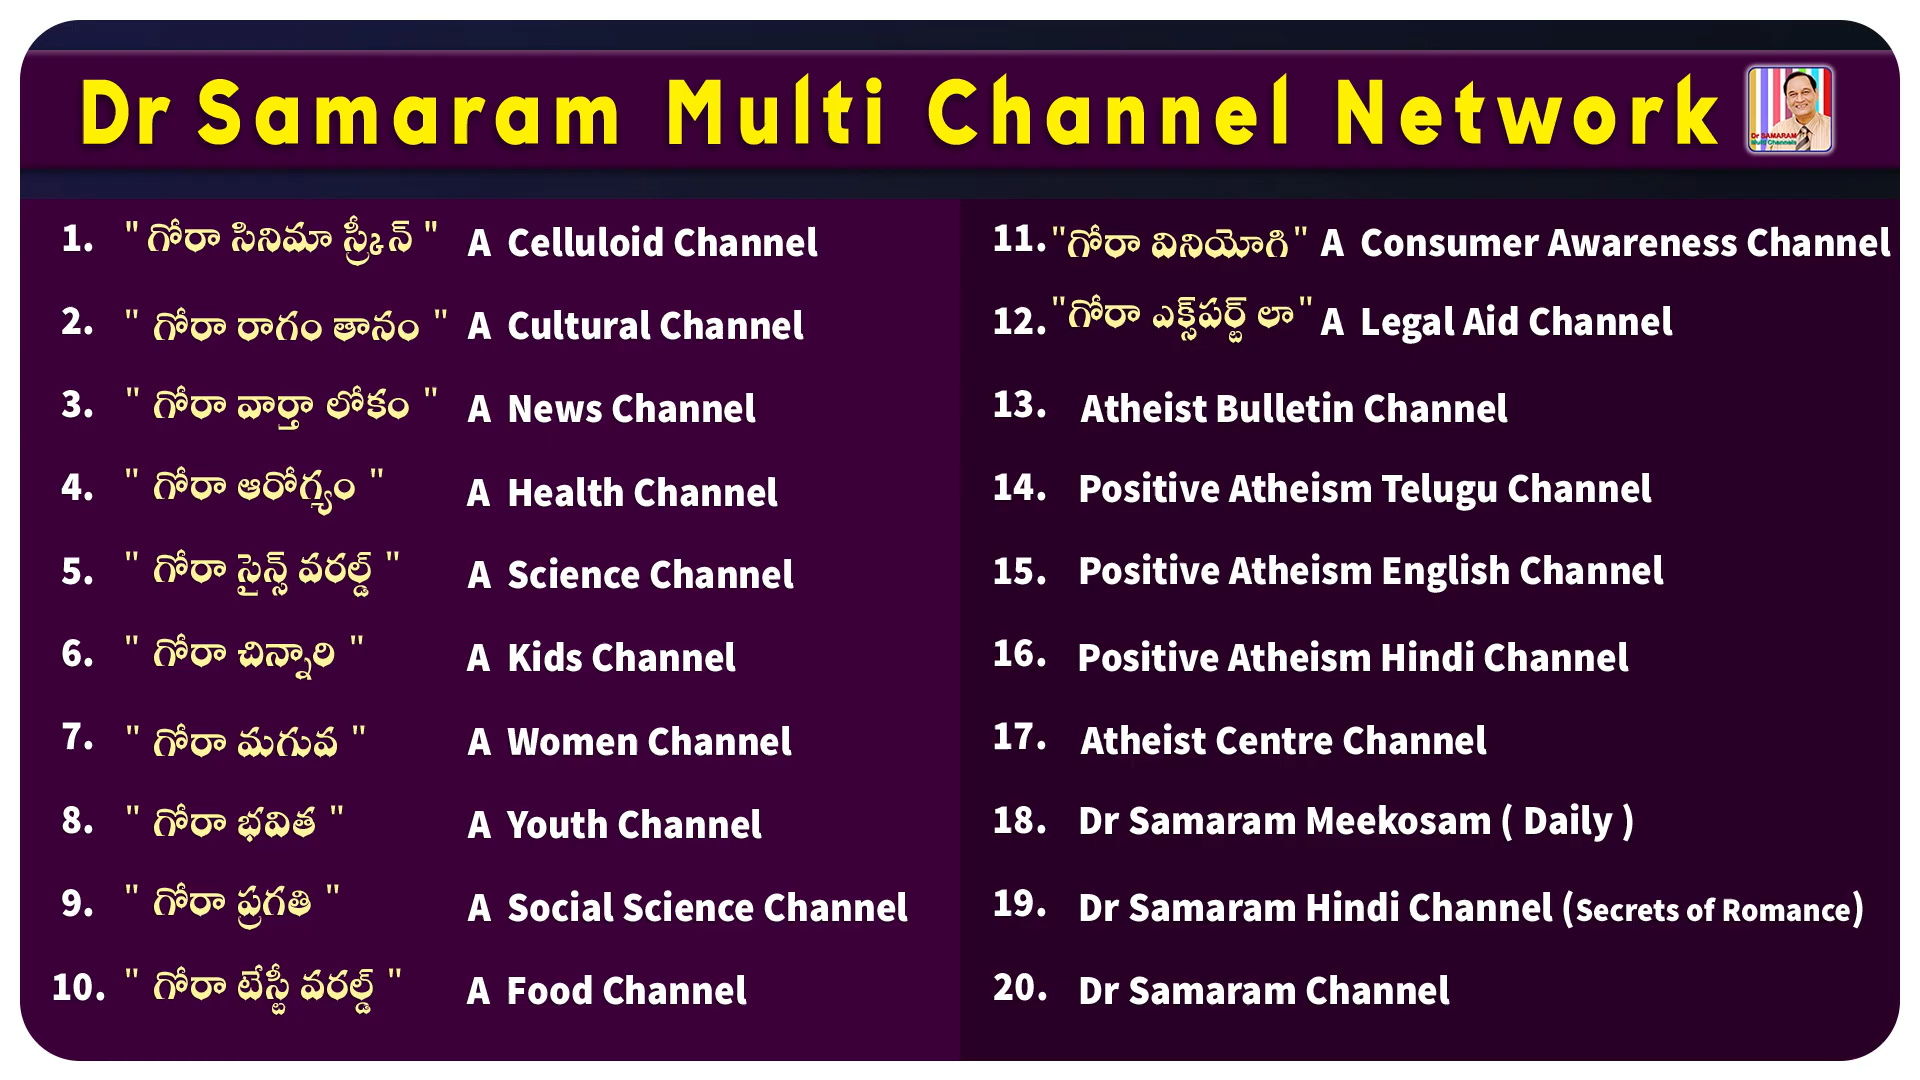 Dr Samaram Multi Channel Network
Dr SAMARAM
Multi Channels
1. " గోరా సినిమా స్క్రీన్ " A Celluloid Channel
2. " గోరా రాగం తానం " A Cultural Channel
3. " గోరా వార్తా లోకం " A News Channel
4. " గోరా ఆరోగ్యం " A Health Channel
5. " గోరా సైన్స్ వరల్డ్ " A Science Channel
6. " గోరా చిన్నారి " A Kids Channel
7. " గోరా మగువ " A Women Channel
8. " గోరా భవిత " A Youth Channel
9. " గోరా ప్రగతి " A Social Science Channel
10. " గోరా టేస్టీ వరల్డ్ " A Food Channel
11. "గోరా వినియోగి" A Consumer Awareness Channel
12. "గోరా ఎక్స్‌పర్ట్ లా" A Legal Aid Channel
13. Atheist Bulletin Channel
14. Positive Atheism Telugu Channel
15. Positive Atheism English Channel
16. Positive Atheism Hindi Channel
17. Atheist Centre Channel
18. Dr Samaram Meekosam ( Daily )
19. Dr Samaram Hindi Channel (Secrets of Romance)
20. Dr Samaram Channel